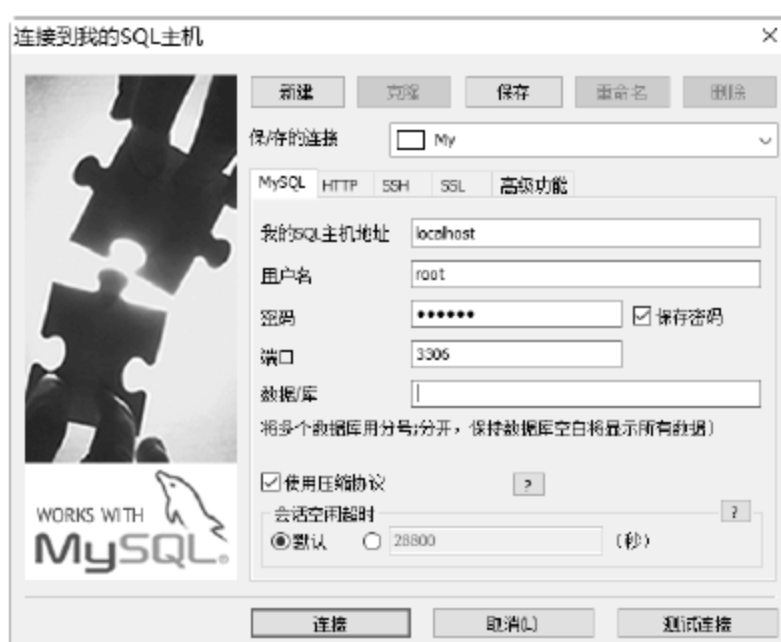 连接到我的SQL主机
新建 克隆 保存 重命名 删除
保/存的连接 My
MySQL HTTP SSH SSL 高级功能
我的SQL主机地址 localhost
用户名 root
密码 •••••• 保存密码
端口 3306
数据/库
将多个数据库用分号;分开，保持数据库空白将显示所有数据)
使用压缩协议 ?
会话空闲超时 ?
默认 28800 (秒)
WORKS WITH
MySQL®
连接 取消(L) 测试连接